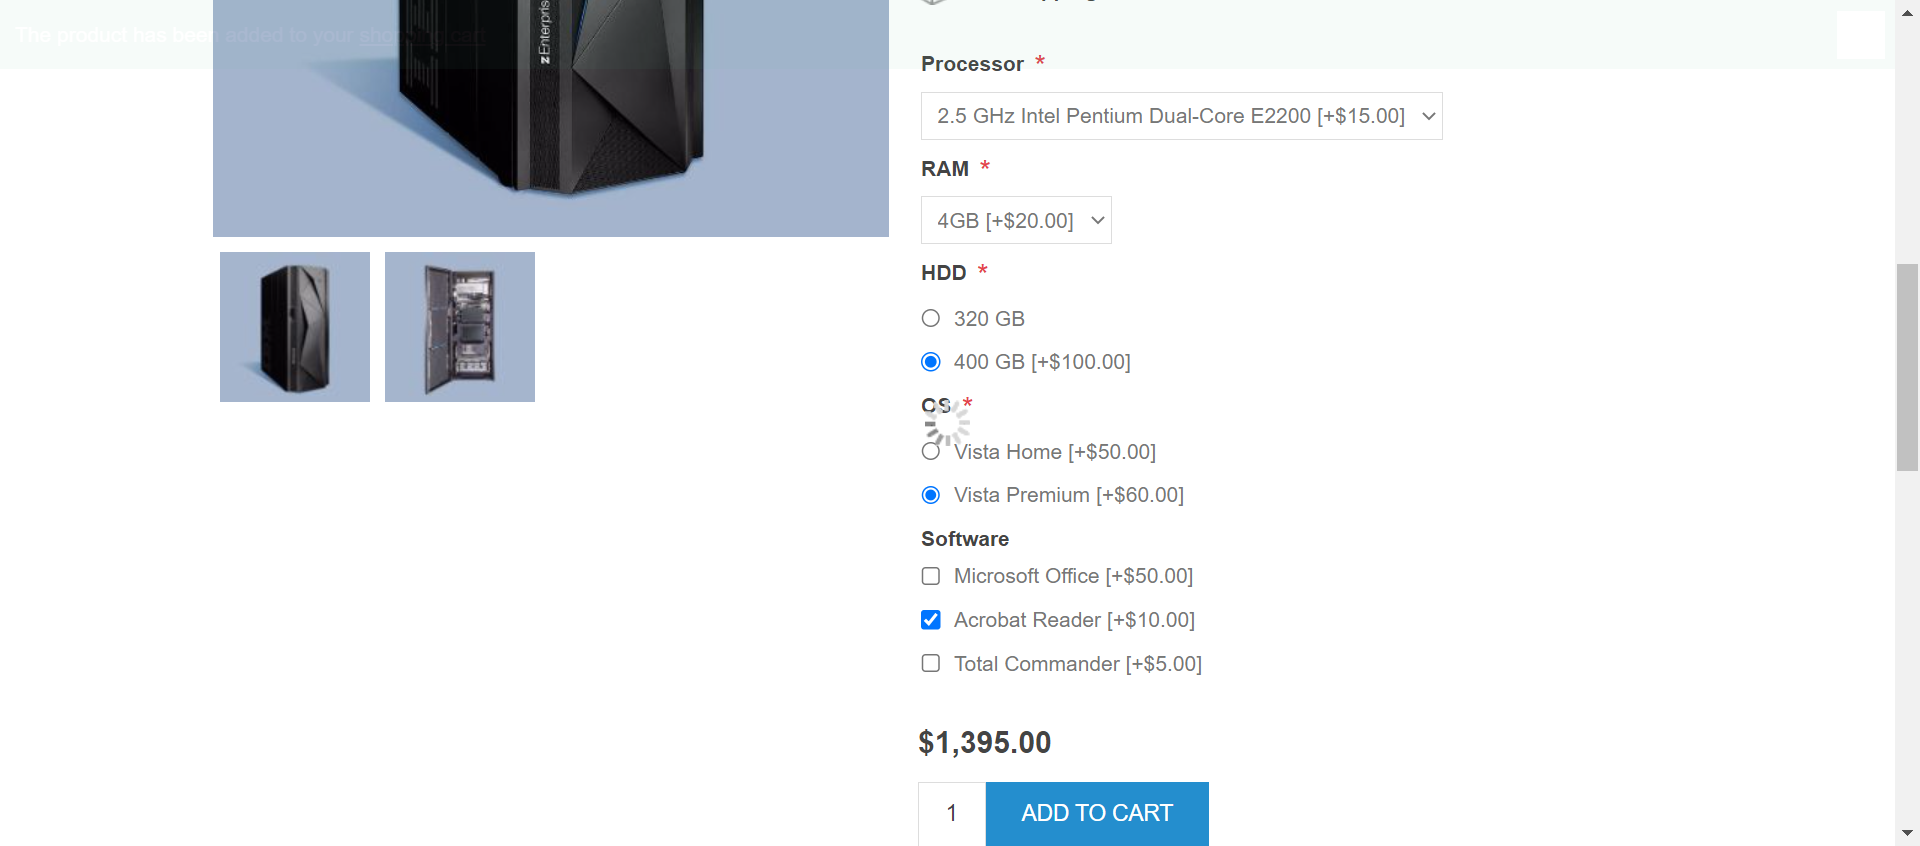 The product has been added to your shopping cart
zEnterprise
Processor *
2.5 GHz Intel Pentium Dual-Core E2200 [+$15.00]
RAM *
4GB [+$20.00]
HDD *
320 GB
400 GB [+$100.00]
OS *
Vista Home [+$50.00]
Vista Premium [+$60.00]
Software
Microsoft Office [+$50.00]
Acrobat Reader [+$10.00]
Total Commander [+$5.00]
$1,395.00
1
ADD TO CART